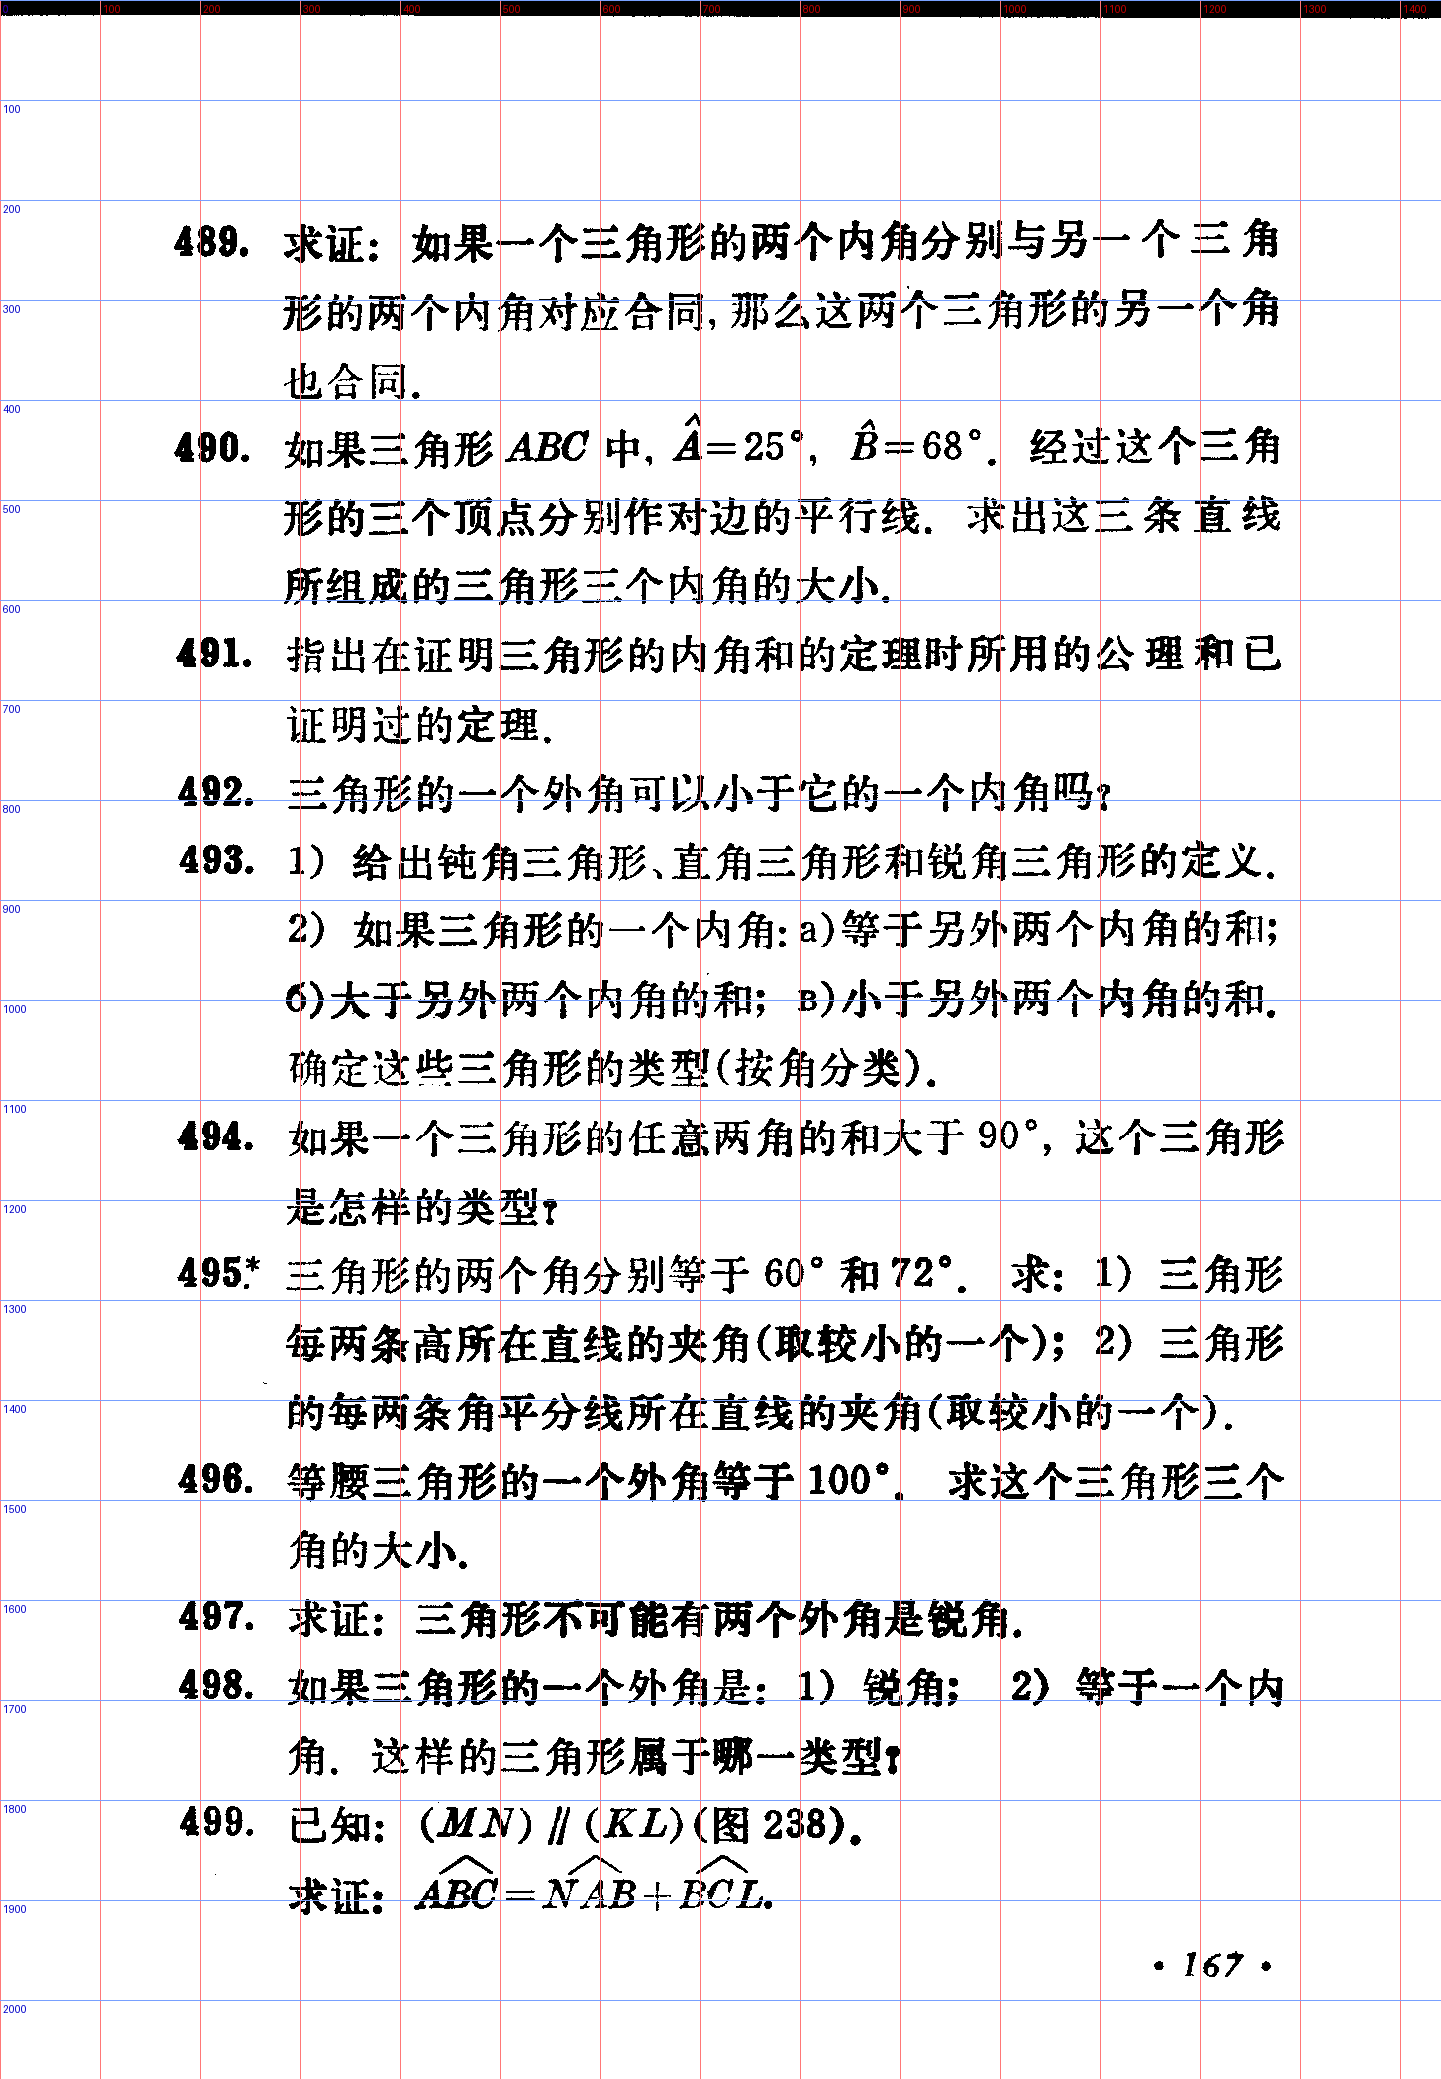 489. 求证：如果一个三角形的两个内角分别与另一个三角
形的两个内角对应合同，那么这两个三角形的另一个角
也合同．
490. 如果三角形 ABC 中，Â＝25°，B̂＝68°．经过这个三角
形的三个顶点分别作对边的平行线．求出这三条直线
所组成的三角形三个内角的大小．
491. 指出在证明三角形的内角和的定理时所用的公理和已
证明过的定理．
492. 三角形的一个外角可以小于它的一个内角吗？
493. 1) 给出钝角三角形、直角三角形和锐角三角形的定义．
2) 如果三角形的一个内角：a)等于另外两个内角的和；
б)大于另外两个内角的和；в)小于另外两个内角的和．
确定这些三角形的类型(按角分类)．
494. 如果一个三角形的任意两角的和大于 90°，这个三角形
是怎样的类型？
495.* 三角形的两个角分别等于 60° 和 72°．求：1) 三角形
每两条高所在直线的夹角(取较小的一个)；2) 三角形
的每两条角平分线所在直线的夹角(取较小的一个)．
496. 等腰三角形的一个外角等于 100°．求这个三角形三个
角的大小．
497. 求证：三角形不可能有两个外角是锐角．
498. 如果三角形的一个外角是：1) 锐角；2) 等于一个内
角．这样的三角形属于哪一类型？
499. 已知：(MN)∥(KL)(图 238)．
求证：\widehat{ABC}＝\widehat{NAB}＋\widehat{BCL}．
• 167 •